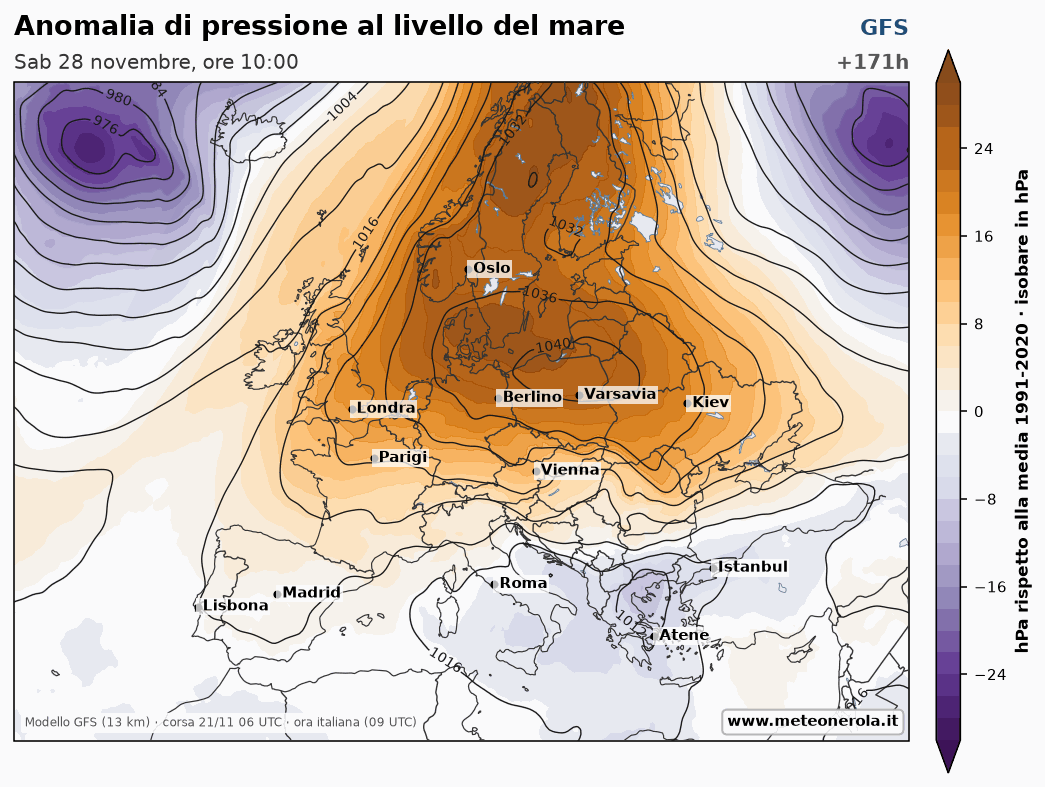 Anomalia di pressione al livello del mare
GFS
Sab 28 novembre, ore 10:00
+171h
980
84
976
1004
1032
1016
1032
Oslo
1036
1040
Berlino
Varsavia
Kiev
Londra
Parigi
Vienna
Istanbul
Roma
Madrid
Lisbona
Atene
1016
Modello GFS (13 km) · corsa 21/11 06 UTC · ora italiana (09 UTC)
www.meteonerola.it
24
16
8
0
−8
−16
−24
hPa rispetto alla media 1991-2020 · isobare in hPa